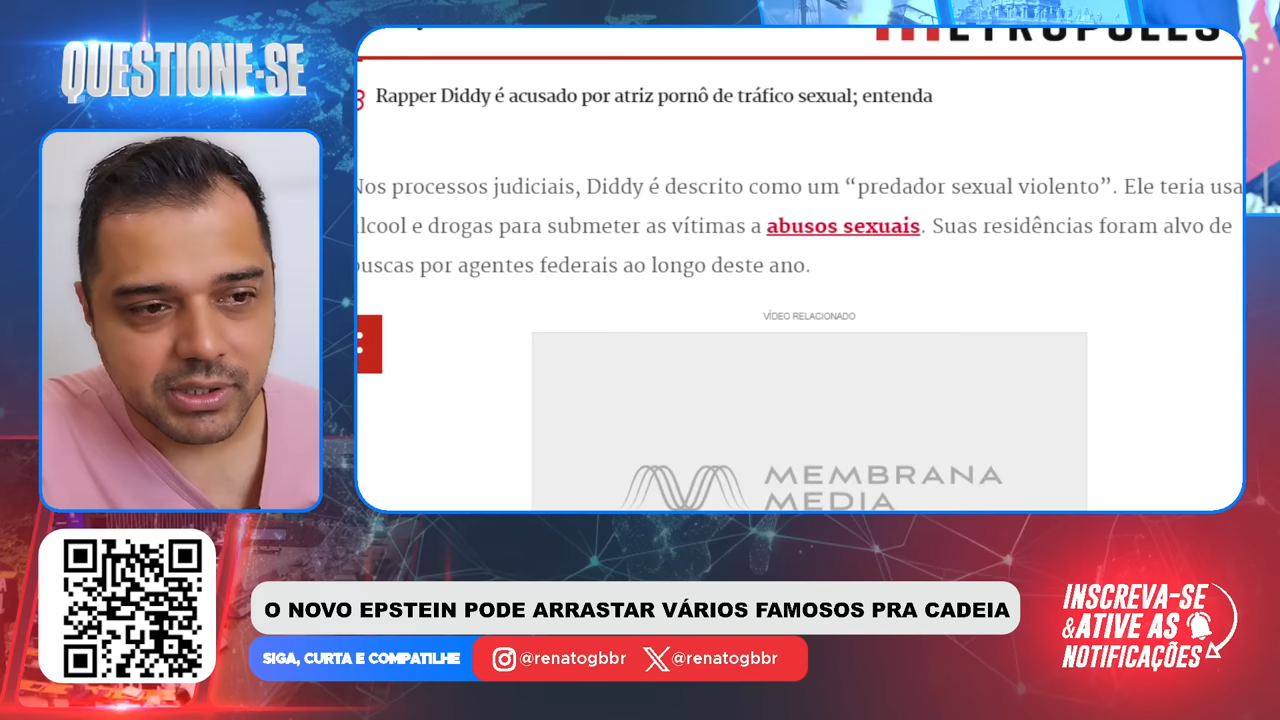 QUESTIONE-SE
METRÓPOLES
Rapper Diddy é acusado por atriz pornô de tráfico sexual; entenda
Nos processos judiciais, Diddy é descrito como um “predador sexual violento”. Ele teria usa
álcool e drogas para submeter as vítimas a abusos sexuais. Suas residências foram alvo de
buscas por agentes federais ao longo deste ano.
VÍDEO RELACIONADO
MEMBRANA
MEDIA
O NOVO EPSTEIN PODE ARRASTAR VÁRIOS FAMOSOS PRA CADEIA
SIGA, CURTA E COMPATILHE
@renatogbbr
@renatogbbr
INSCREVA-SE
&ATIVE AS
NOTIFICAÇÕES